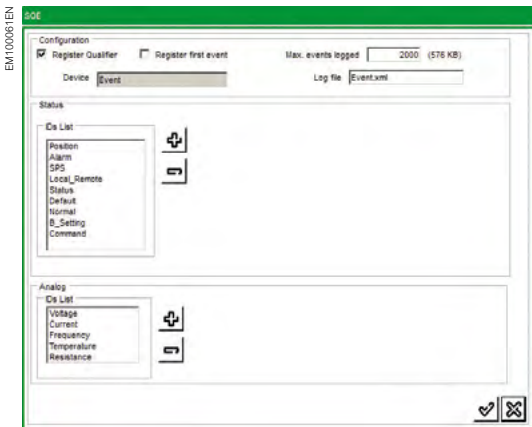 EM100061EN
SOE
Configuration
Register Qualifier Register first event Max. events logged 2000 (576 KB)
Device Event Log file Event.xml
Status
IDs List
Position
Alarm
SPS
Local_Remote
Status
Default
Normal
B_Setting
Command
Analog
IDs List
Voltage
Current
Frequency
Temperature
Resistance